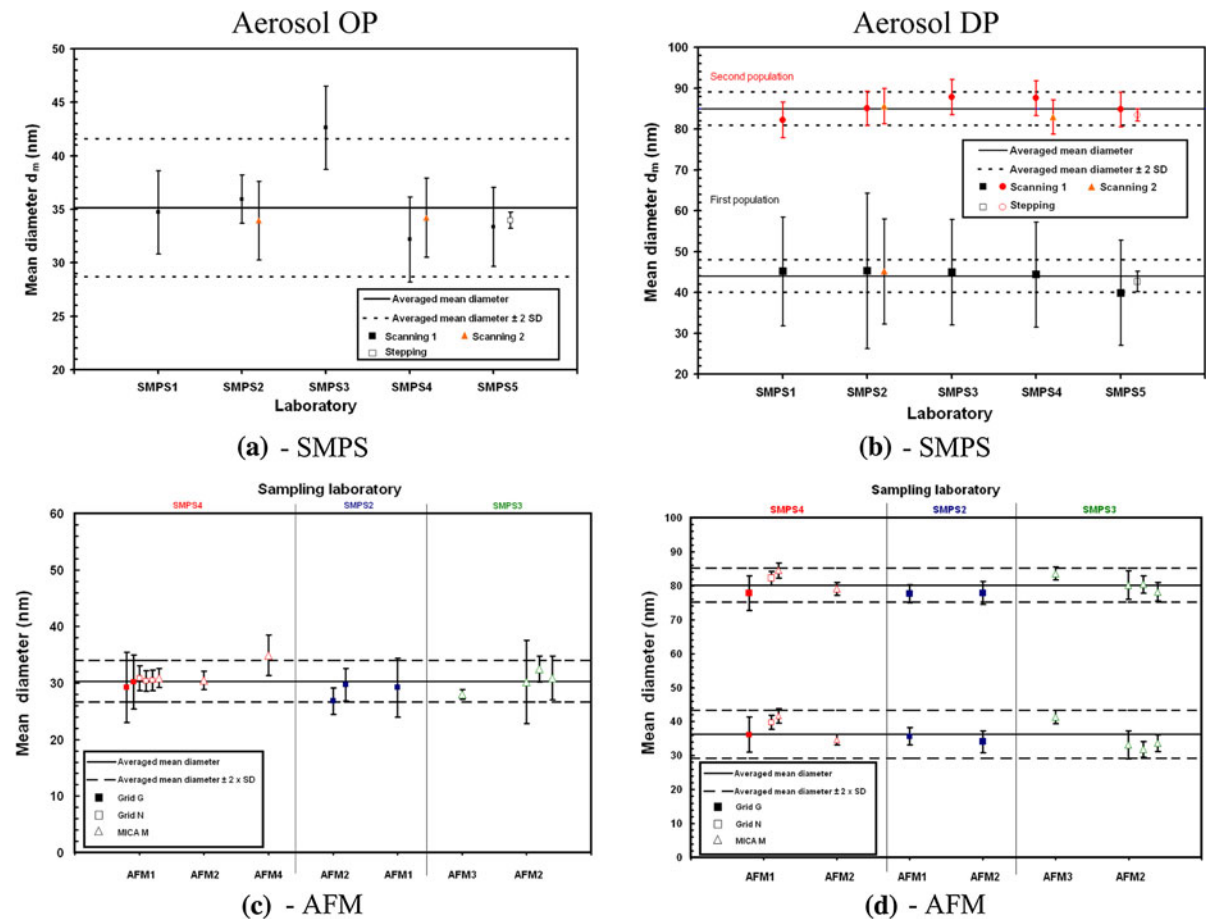 Aerosol OP
50
45
40
35
30
25
20
Mean diameter dm (nm)
Averaged mean diameter
Averaged mean diameter ± 2 SD
Scanning 1 Scanning 2
Stepping
SMPS1 SMPS2 SMPS3 SMPS4 SMPS5
Laboratory
(a) - SMPS
Aerosol DP
100
90
80
70
60
50
40
30
20
Mean diameter dm (nm)
Second population
Averaged mean diameter
Averaged mean diameter ± 2 SD
Scanning 1 Scanning 2
Stepping
First population
SMPS1 SMPS2 SMPS3 SMPS4 SMPS5
Laboratory
(b) - SMPS
Sampling laboratory
SMPS4 SMPS2 SMPS3
60
50
40
30
20
10
0
Mean diameter (nm)
Averaged mean diameter
Averaged mean diameter ± 2 x SD
Grid G
Grid N
MICA M
AFM1 AFM2 AFM4 AFM2 AFM1 AFM3 AFM2
(c) - AFM
Sampling laboratory
SMPS4 SMPS2 SMPS3
100
90
80
70
60
50
40
30
20
10
0
Mean diameter (nm)
Averaged mean diameter
Averaged mean diameter ± 2 x SD
Grid G
Grid N
MICA M
AFM1 AFM2 AFM1 AFM2 AFM3 AFM2
(d) - AFM